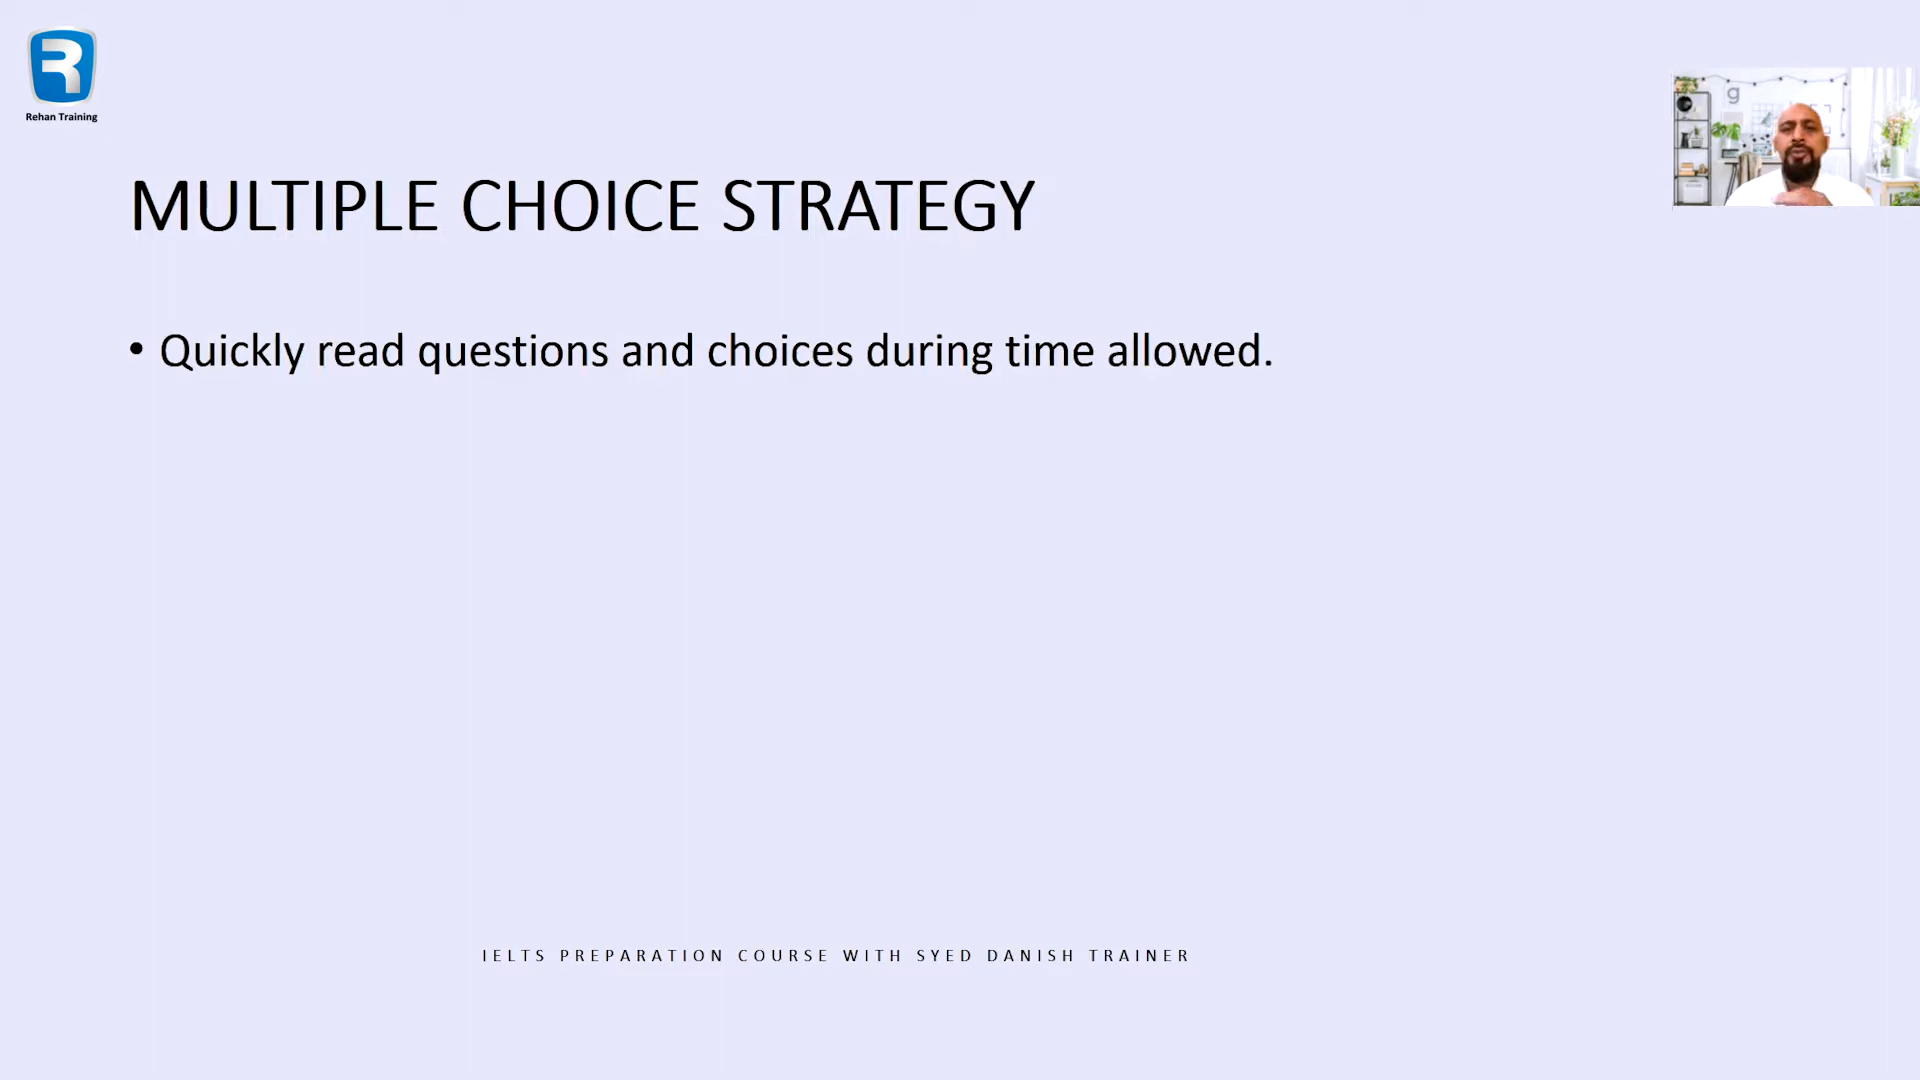 Rehan Training
MULTIPLE CHOICE STRATEGY
• Quickly read questions and choices during time allowed.
IELTS PREPARATION COURSE WITH SYED DANISH TRAINER